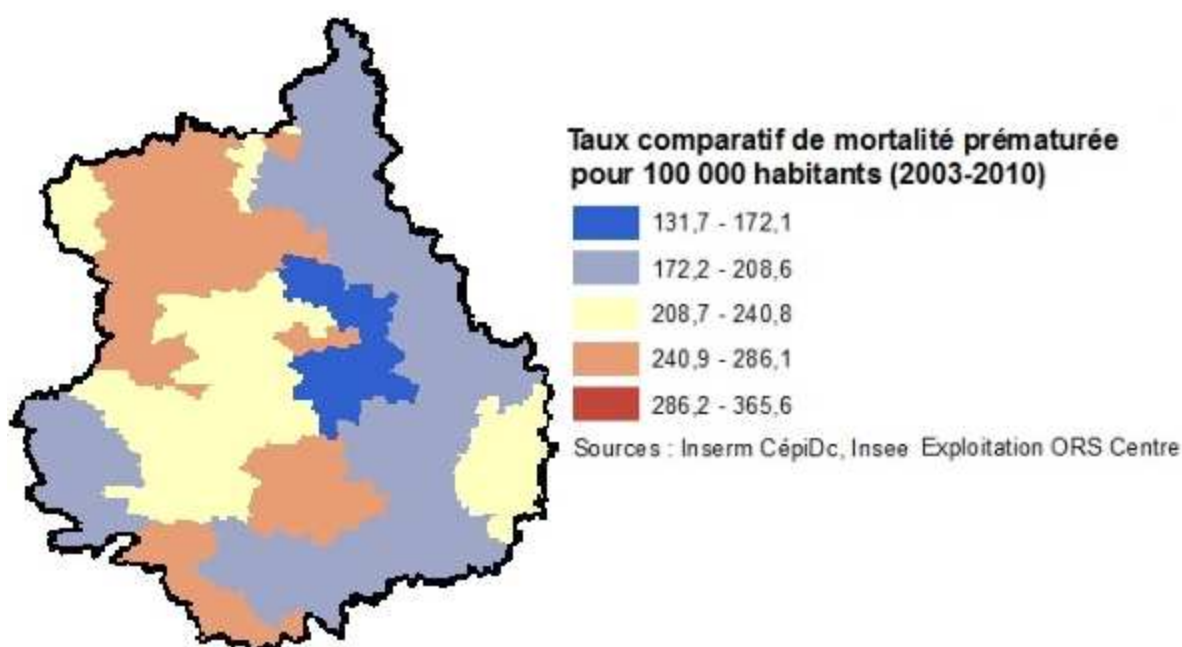 Taux comparatif de mortalité prématurée
pour 100 000 habitants (2003-2010)
131,7 - 172,1
172,2 - 208,6
208,7 - 240,8
240,9 - 286,1
286,2 - 365,6
Sources : Inserm CépiDc, Insee Exploitation ORS Centre